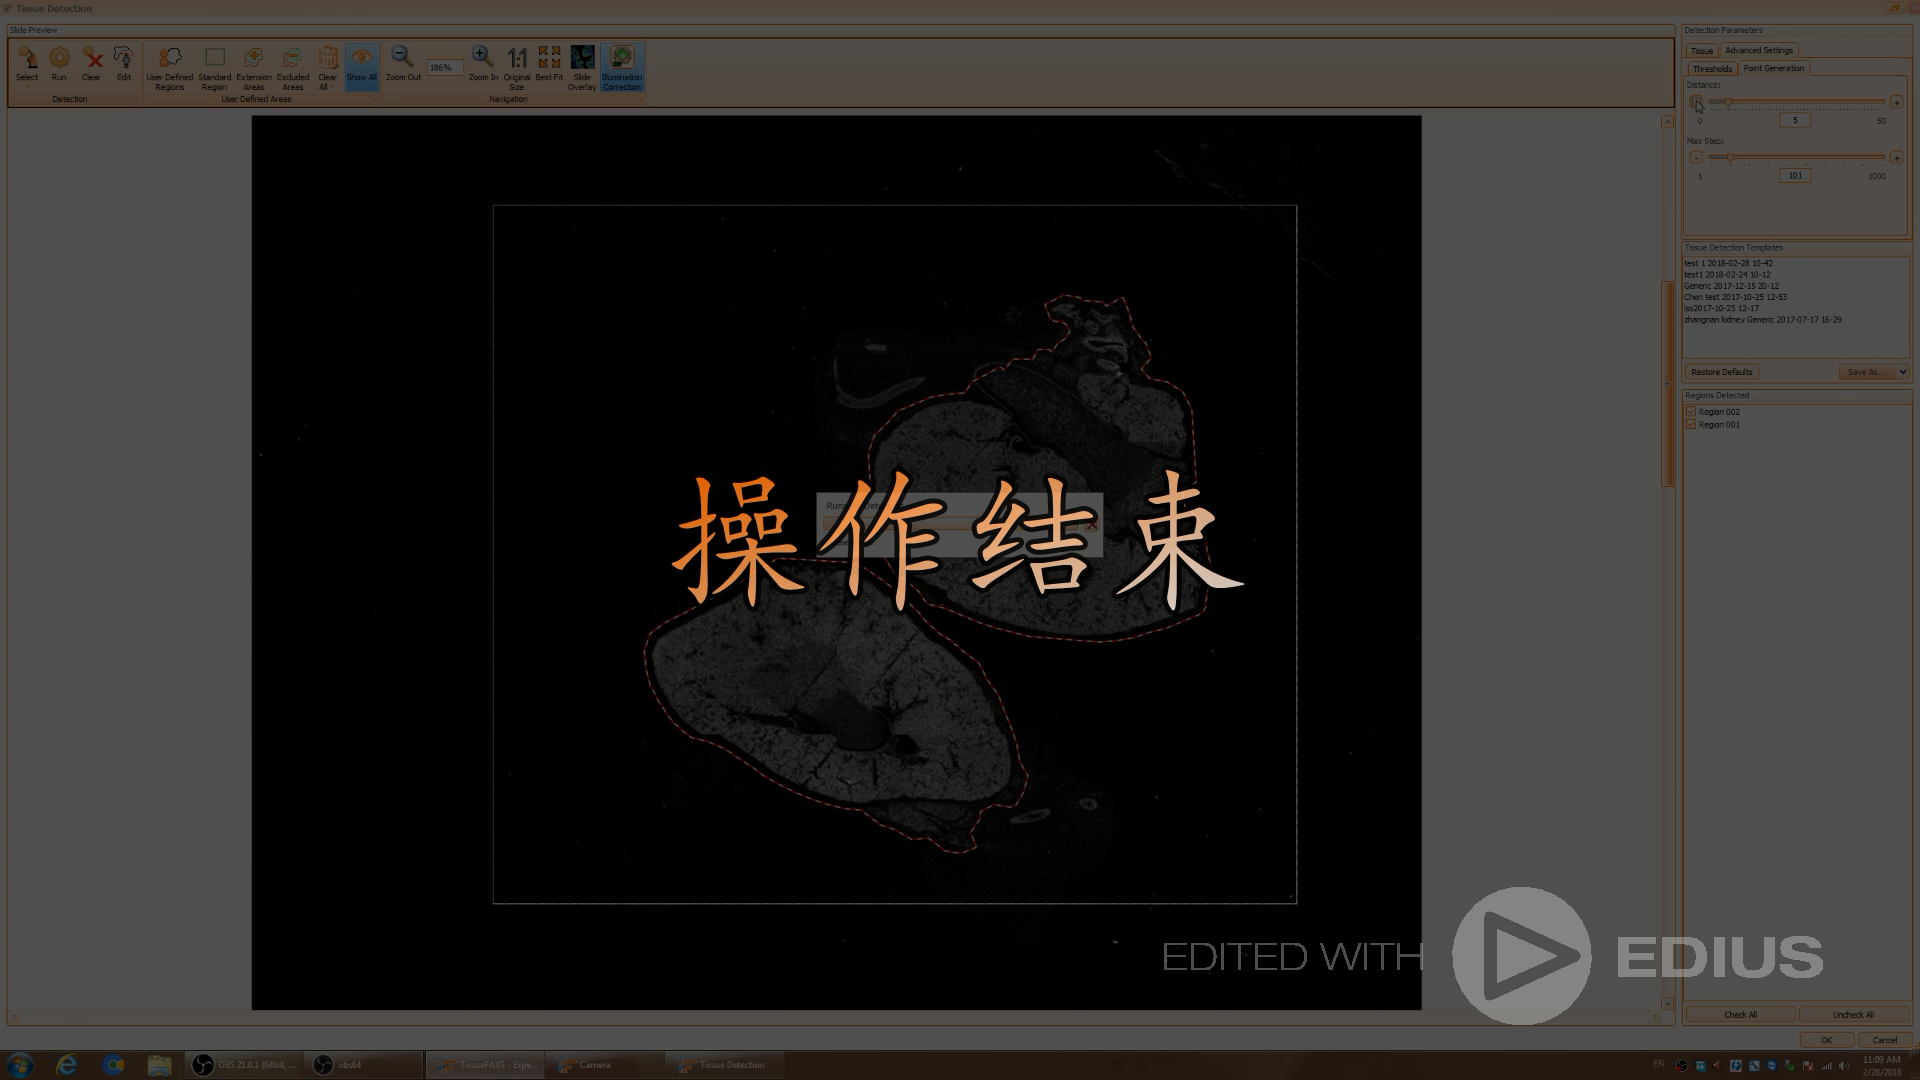 Tissue Detection
Slide Preview
Select
Run
Clear
Edit
Detection
User Defined
Regions
Standard
Region
Extension
Areas
Excluded
Areas
Clear
All
User Defined Areas
Show All
Zoom Out
186%
Zoom In
1:1
Original
Size
Best Fit
Slide
Overlay
Illumination
Correction
Navigation
Detection Parameters
Tissue
Advanced Settings
Thresholds
Point Generation
Distance:
0
5
50
Max Step:
1
101
1000
Tissue Detection Templates
test 1 2018-02-28 10-42
test1 2018-02-24 10-12
Generic 2017-12-15 20-12
Chen test 2017-10-25 12-53
lss2017-10-25 12-17
zhangnan kidney Generic 2017-07-17 16-29
Restore Defaults
Save As...
Regions Detected
Region 002
Region 001
操作结束
EDITED WITH EDIUS
Check All
Uncheck All
OK
Cancel
OBS 21.0.1 (64bit, ...
obs64
TissueFAXS - Expe...
Camera
Tissue Detection
EN
11:09 AM
2/28/2018